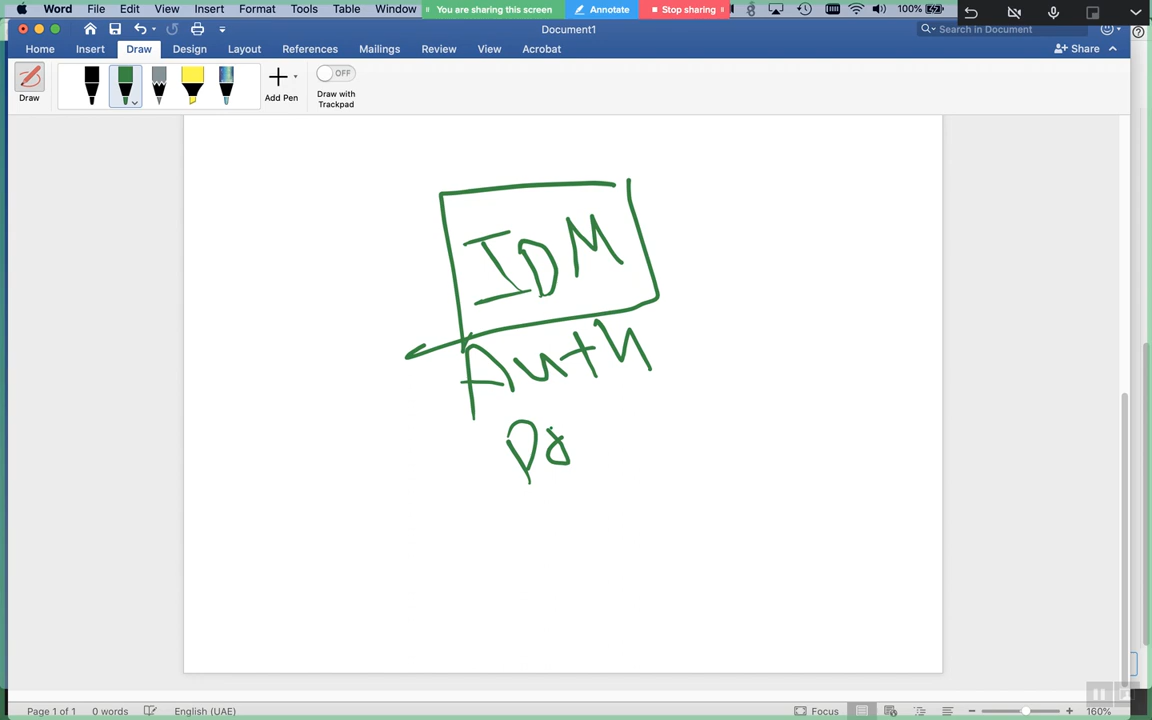 Word File Edit View Insert Format Tools Table Window You are sharing this screen Annotate Stop sharing 100%
Document1
Search in Document
Home Insert Draw Design Layout References Mailings Review View Acrobat
Share
Draw
Add Pen
OFF
Draw with
Trackpad
IDM
Auth
Page 1 of 1 0 words English (UAE) Focus 160%